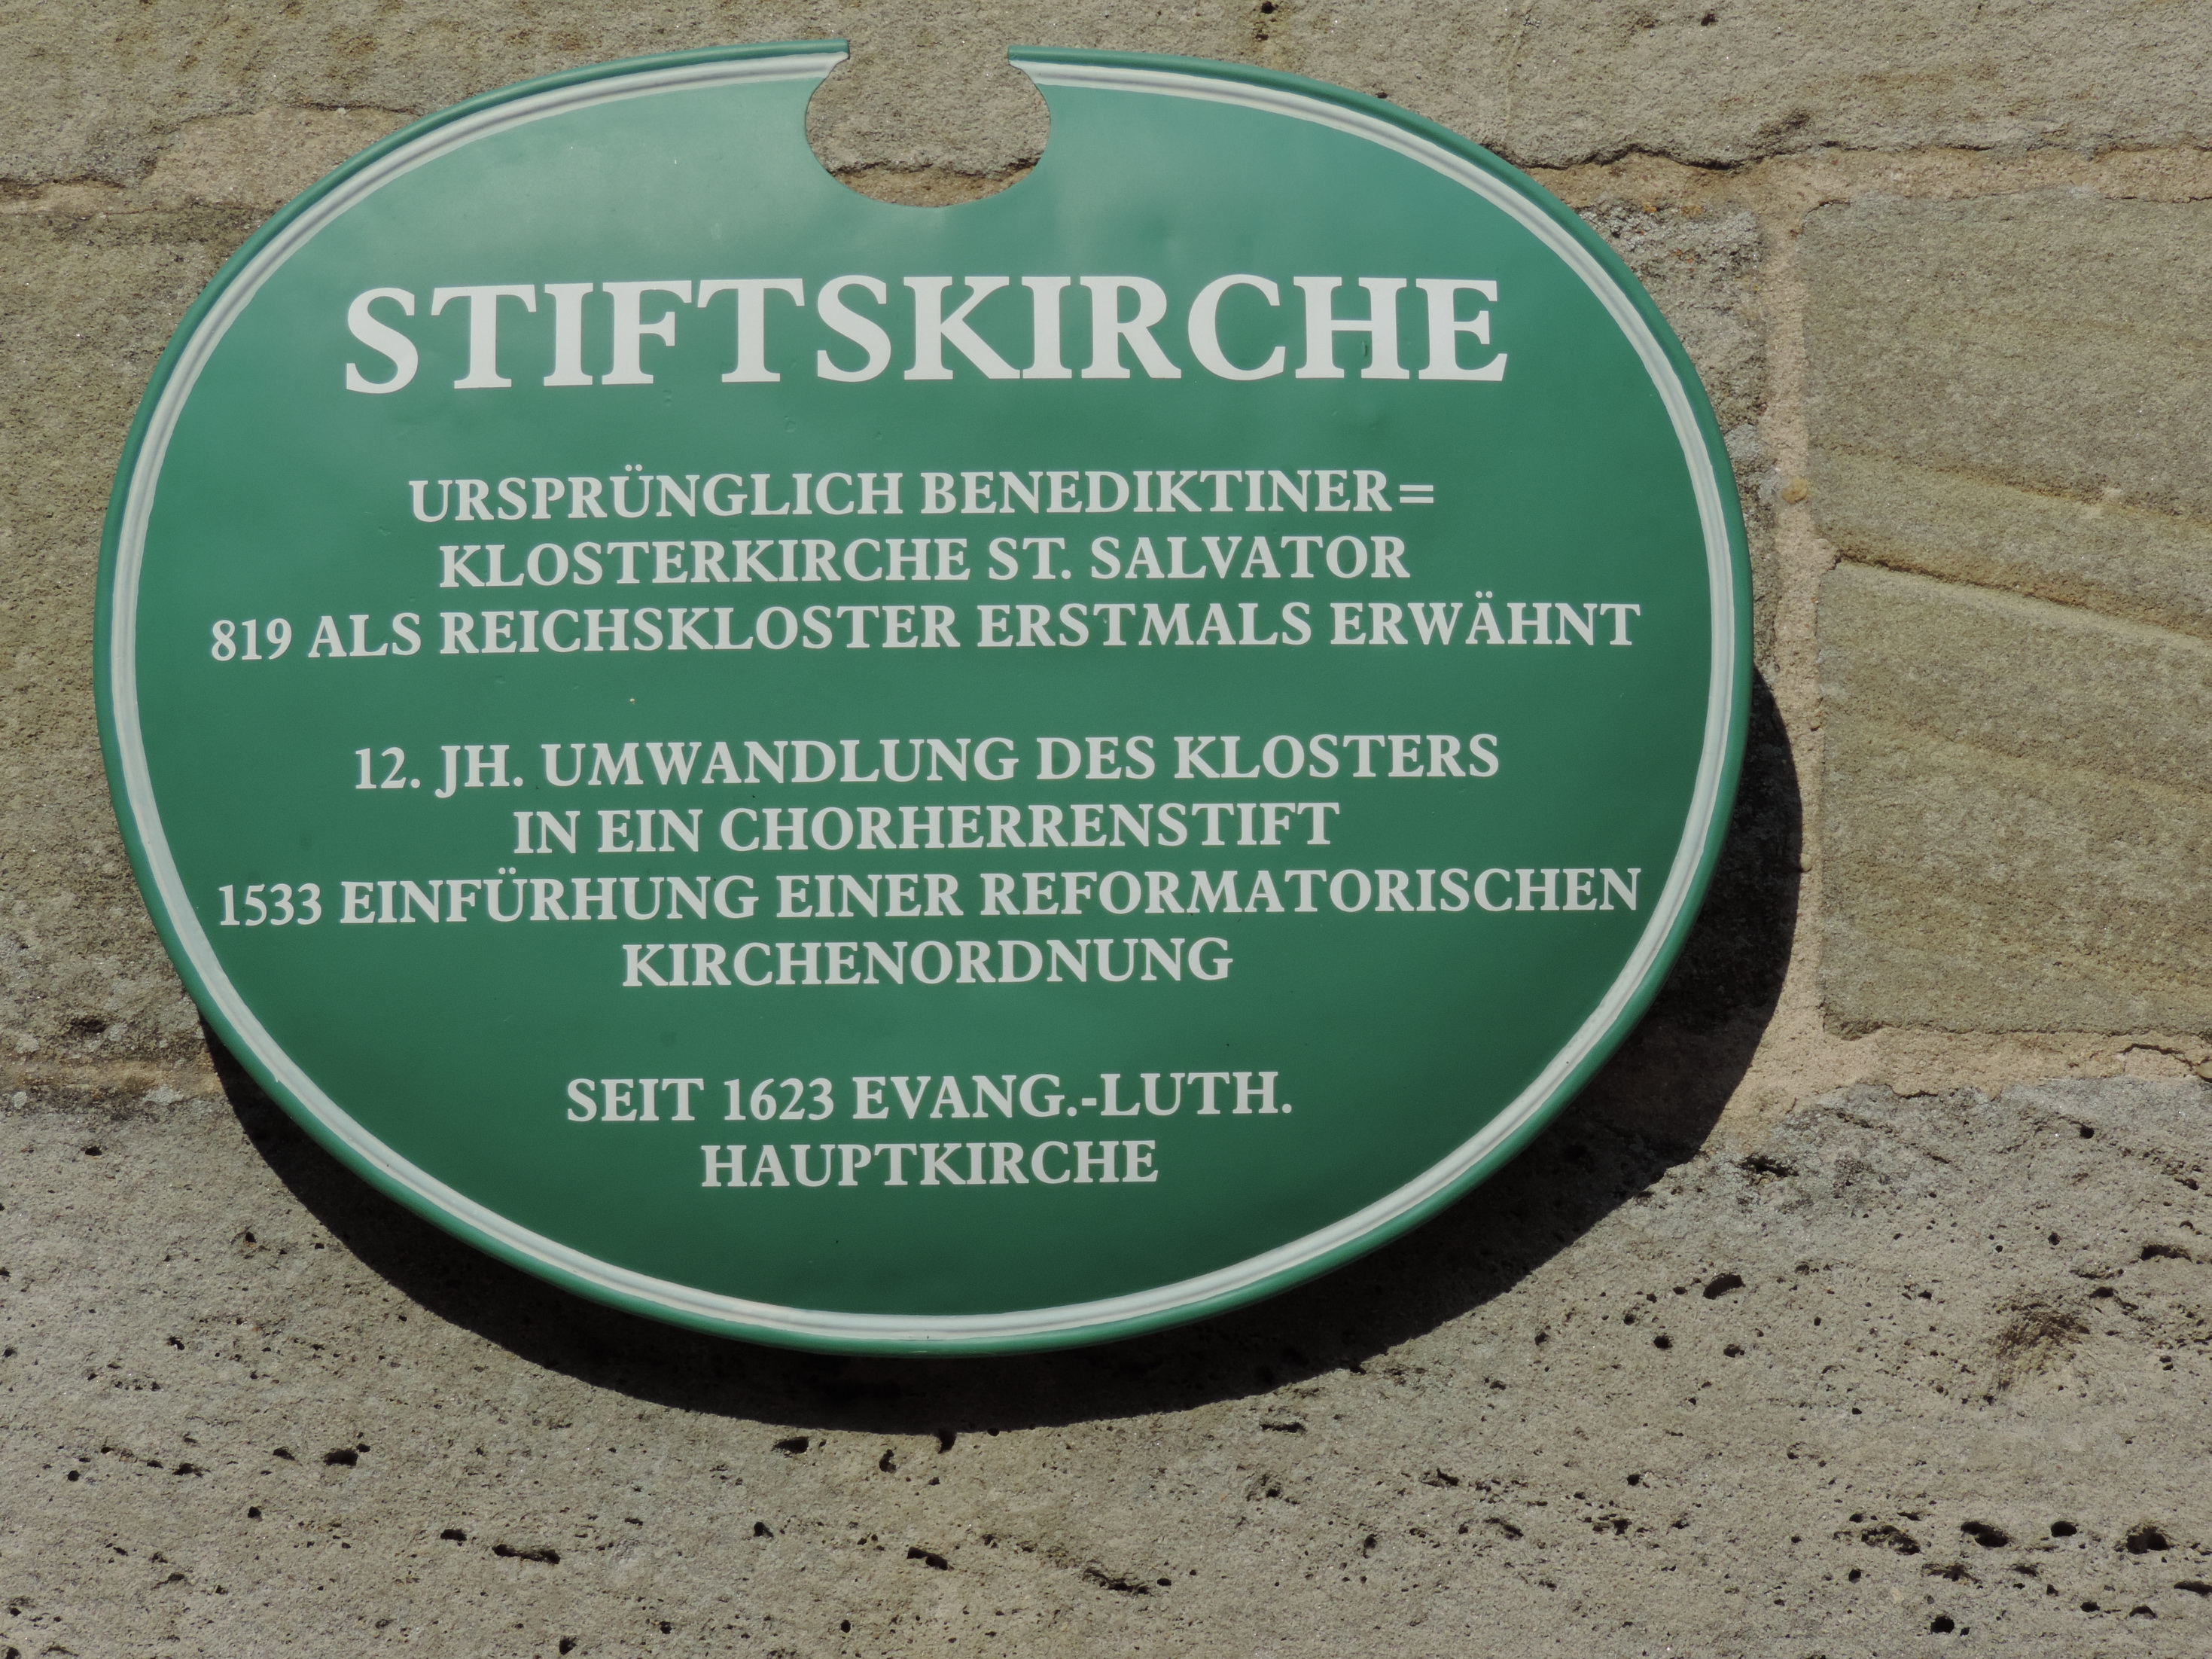 STIFTSKIRCHE
URSPRÜNGLICH BENEDIKTINER=
KLOSTERKIRCHE ST. SALVATOR
819 ALS REICHSKLOSTER ERSTMALS ERWÄHNT
12. JH. UMWANDLUNG DES KLOSTERS
IN EIN CHORHERRENSTIFT
1533 EINFÜRHUNG EINER REFORMATORISCHEN
KIRCHENORDNUNG
SEIT 1623 EVANG.-LUTH.
HAUPTKIRCHE